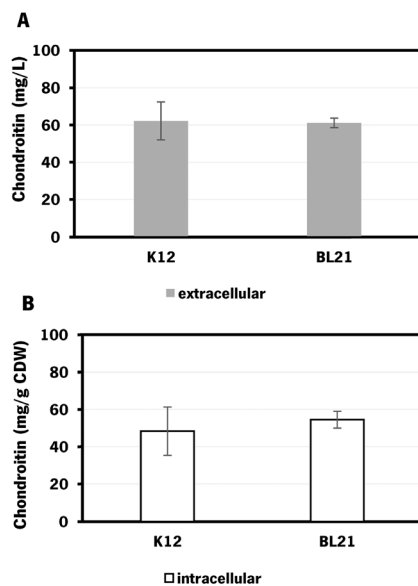 A
Chondroitin (mg/L)
100
80
60
40
20
0
K12 BL21
extracellular
B
Chondroitin (mg/g CDW)
100
80
60
40
20
0
K12 BL21
intracellular